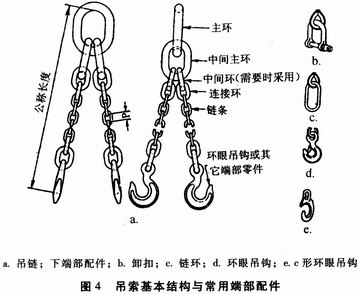 主环
中间主环
中间环(需要时采用)
连接环
链条
公称长度
P
环眼吊钩或其
它端部零件
a.
b.
c.
d.
e.
a. 吊链；下端部配件；b. 卸扣；c. 链环；d. 环眼吊钩；e. c形环眼吊钩
图4 吊索基本结构与常用端部配件